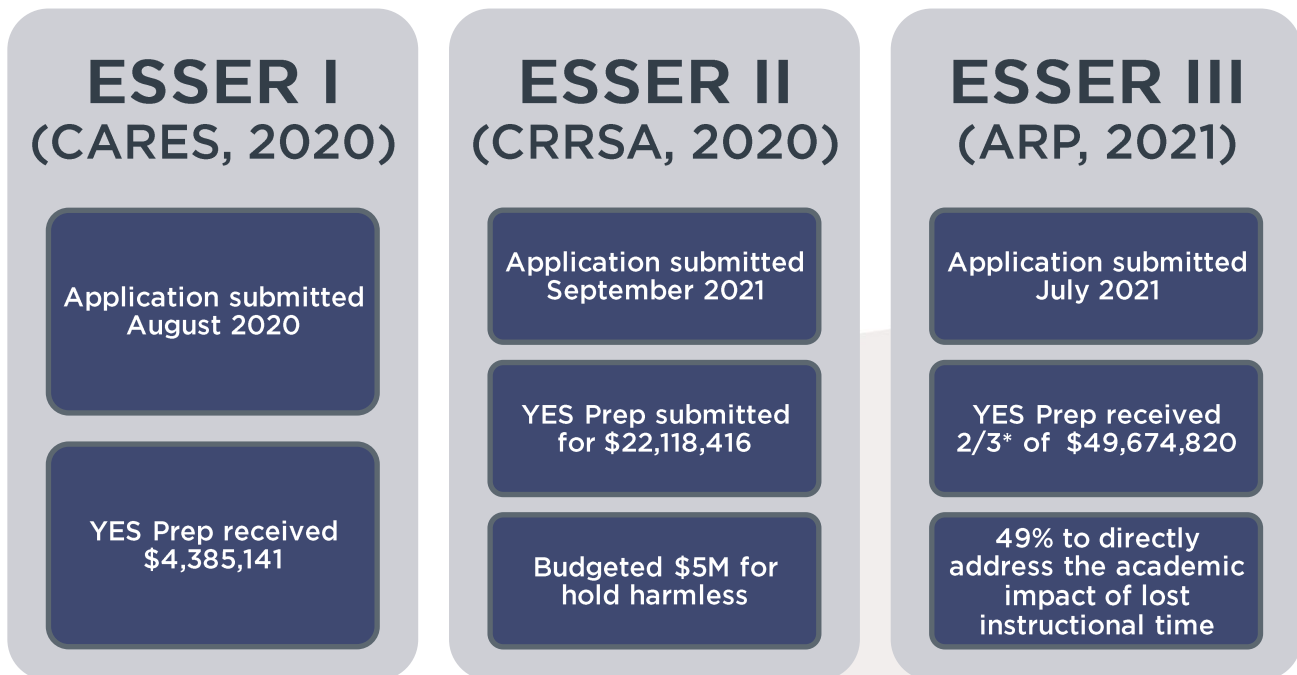 ESSER I
(CARES, 2020)
Application submitted
August 2020
YES Prep received
$4,385,141
ESSER II
(CRRSA, 2020)
Application submitted
September 2021
YES Prep submitted
for $22,118,416
Budgeted $5M for
hold harmless
ESSER III
(ARP, 2021)
Application submitted
July 2021
YES Prep received
2/3* of $49,674,820
49% to directly
address the academic
impact of lost
instructional time